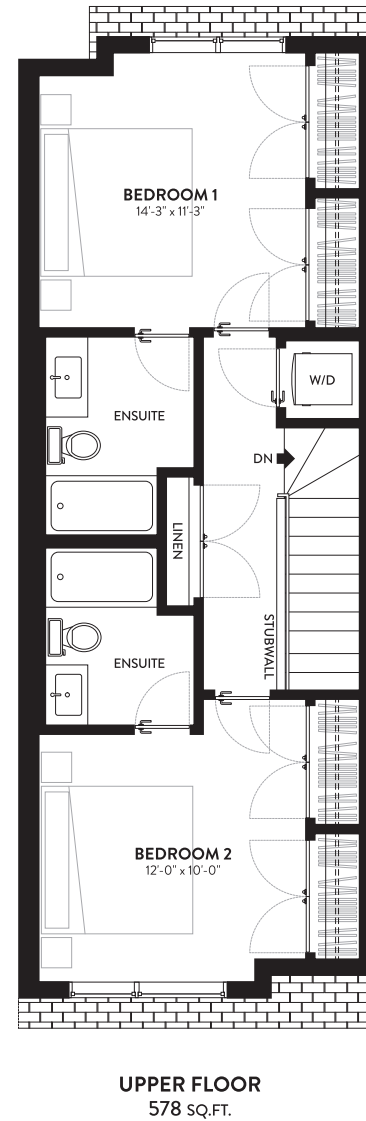 BEDROOM 1
14'-3" x 11'-3"
W/D
ENSUITE
DN
LINEN
STUBWALL
ENSUITE
BEDROOM 2
12'-0" x 10'-0"
UPPER FLOOR
578 SQ.FT.